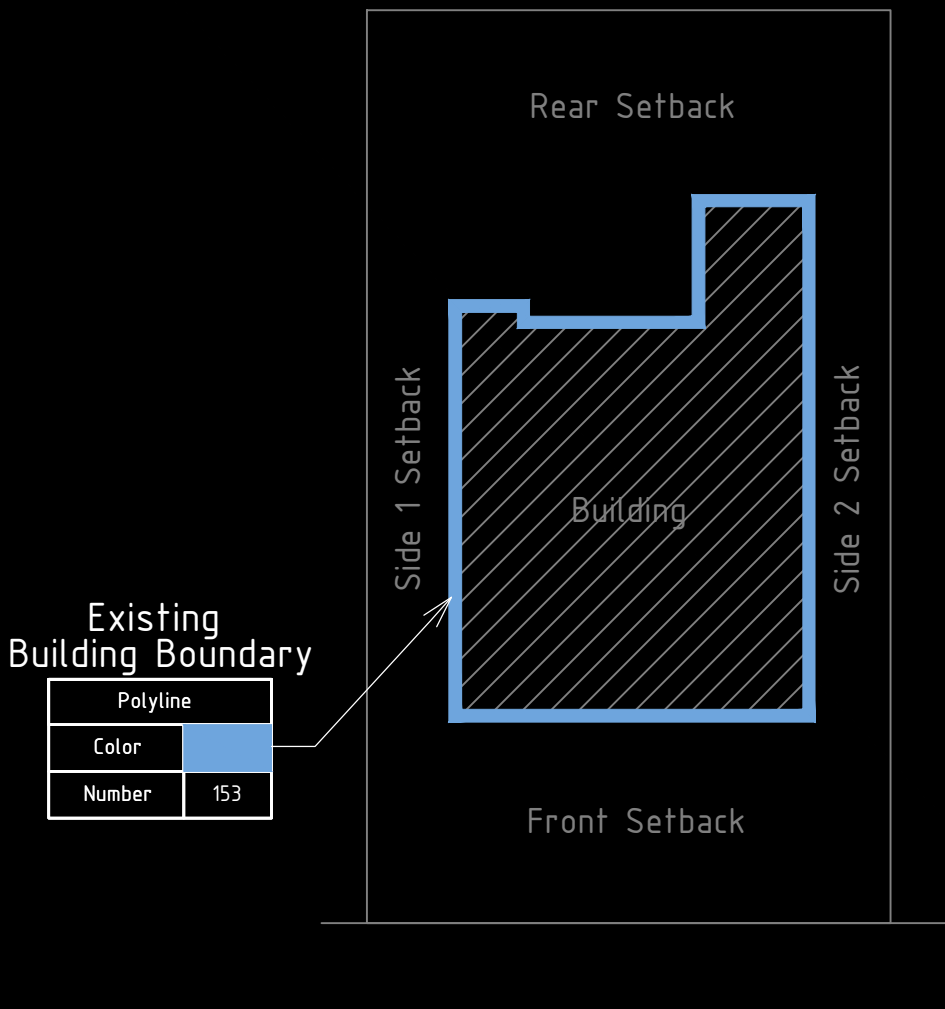 Rear Setback
Side 1 Setback
Side 2 Setback
Building
Existing
Building Boundary
Polyline
Color
Number 153
Front Setback